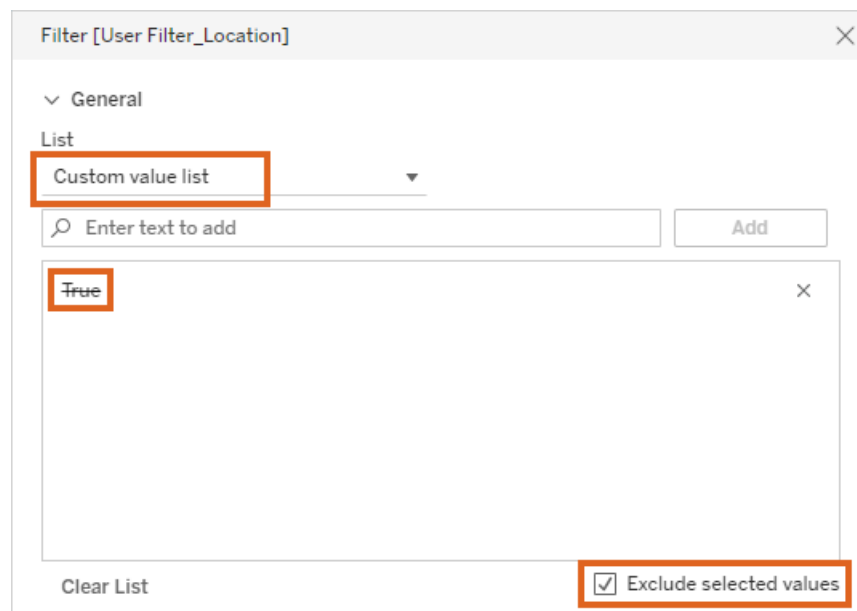 Filter [User Filter_Location]
General
List
Custom value list
Enter text to add
Add
True
Clear List
Exclude selected values